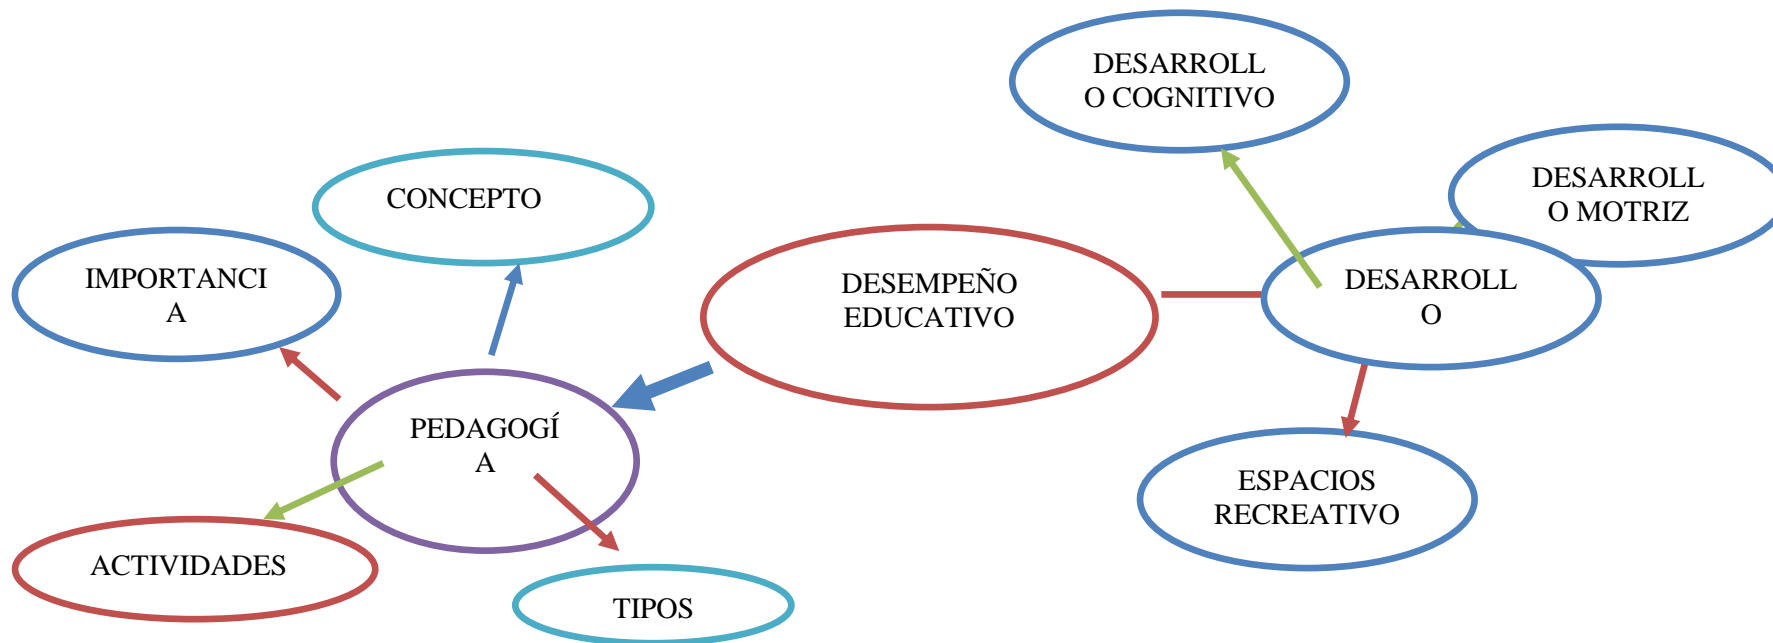 DESARROLL
O COGNITIVO
DESARROLL
O MOTRIZ
CONCEPTO
IMPORTANCI
A
DESEMPEÑO
EDUCATIVO
DESARROLL
O
PEDAGOGÍ
A
ESPACIOS
RECREATIVO
ACTIVIDADES
TIPOS